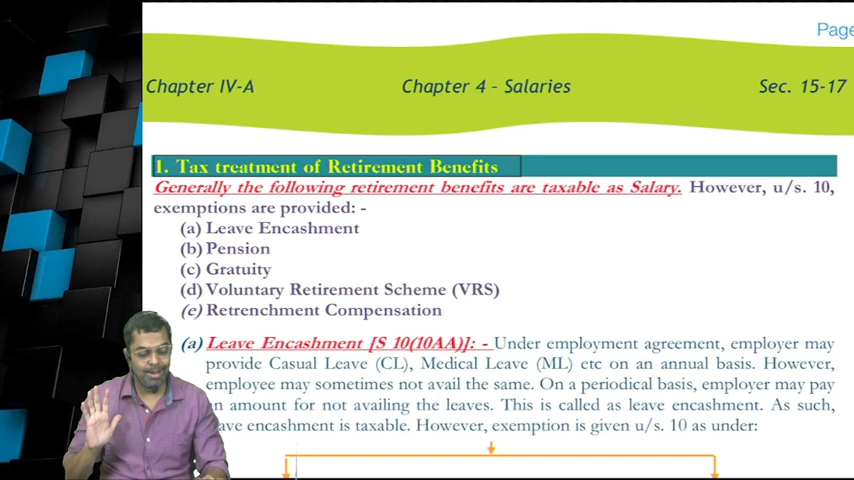 Page
Chapter IV-A
Chapter 4 – Salaries
Sec. 15-17
1. Tax treatment of Retirement Benefits
Generally the following retirement benefits are taxable as Salary. However, u/s. 10,
exemptions are provided: -
(a) Leave Encashment
(b) Pension
(c) Gratuity
(d) Voluntary Retirement Scheme (VRS)
(e) Retrenchment Compensation
(a) Leave Encashment [S 10(10AA)]: - Under employment agreement, employer may
provide Casual Leave (CL), Medical Leave (ML) etc on an annual basis. However,
employee may sometimes not avail the same. On a periodical basis, employer may pay
an amount for not availing the leaves. This is called as leave encashment. As such,
leave encashment is taxable. However, exemption is given u/s. 10 as under: